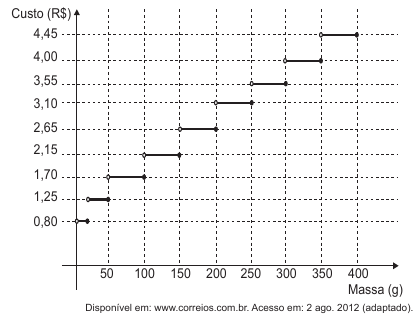 Custo (R$)
4,45
4,00
3,55
3,10
2,65
2,15
1,70
1,25
0,80
50 100 150 200 250 300 350 400
Massa (g)
Disponível em: www.correios.com.br. Acesso em: 2 ago. 2012 (adaptado).